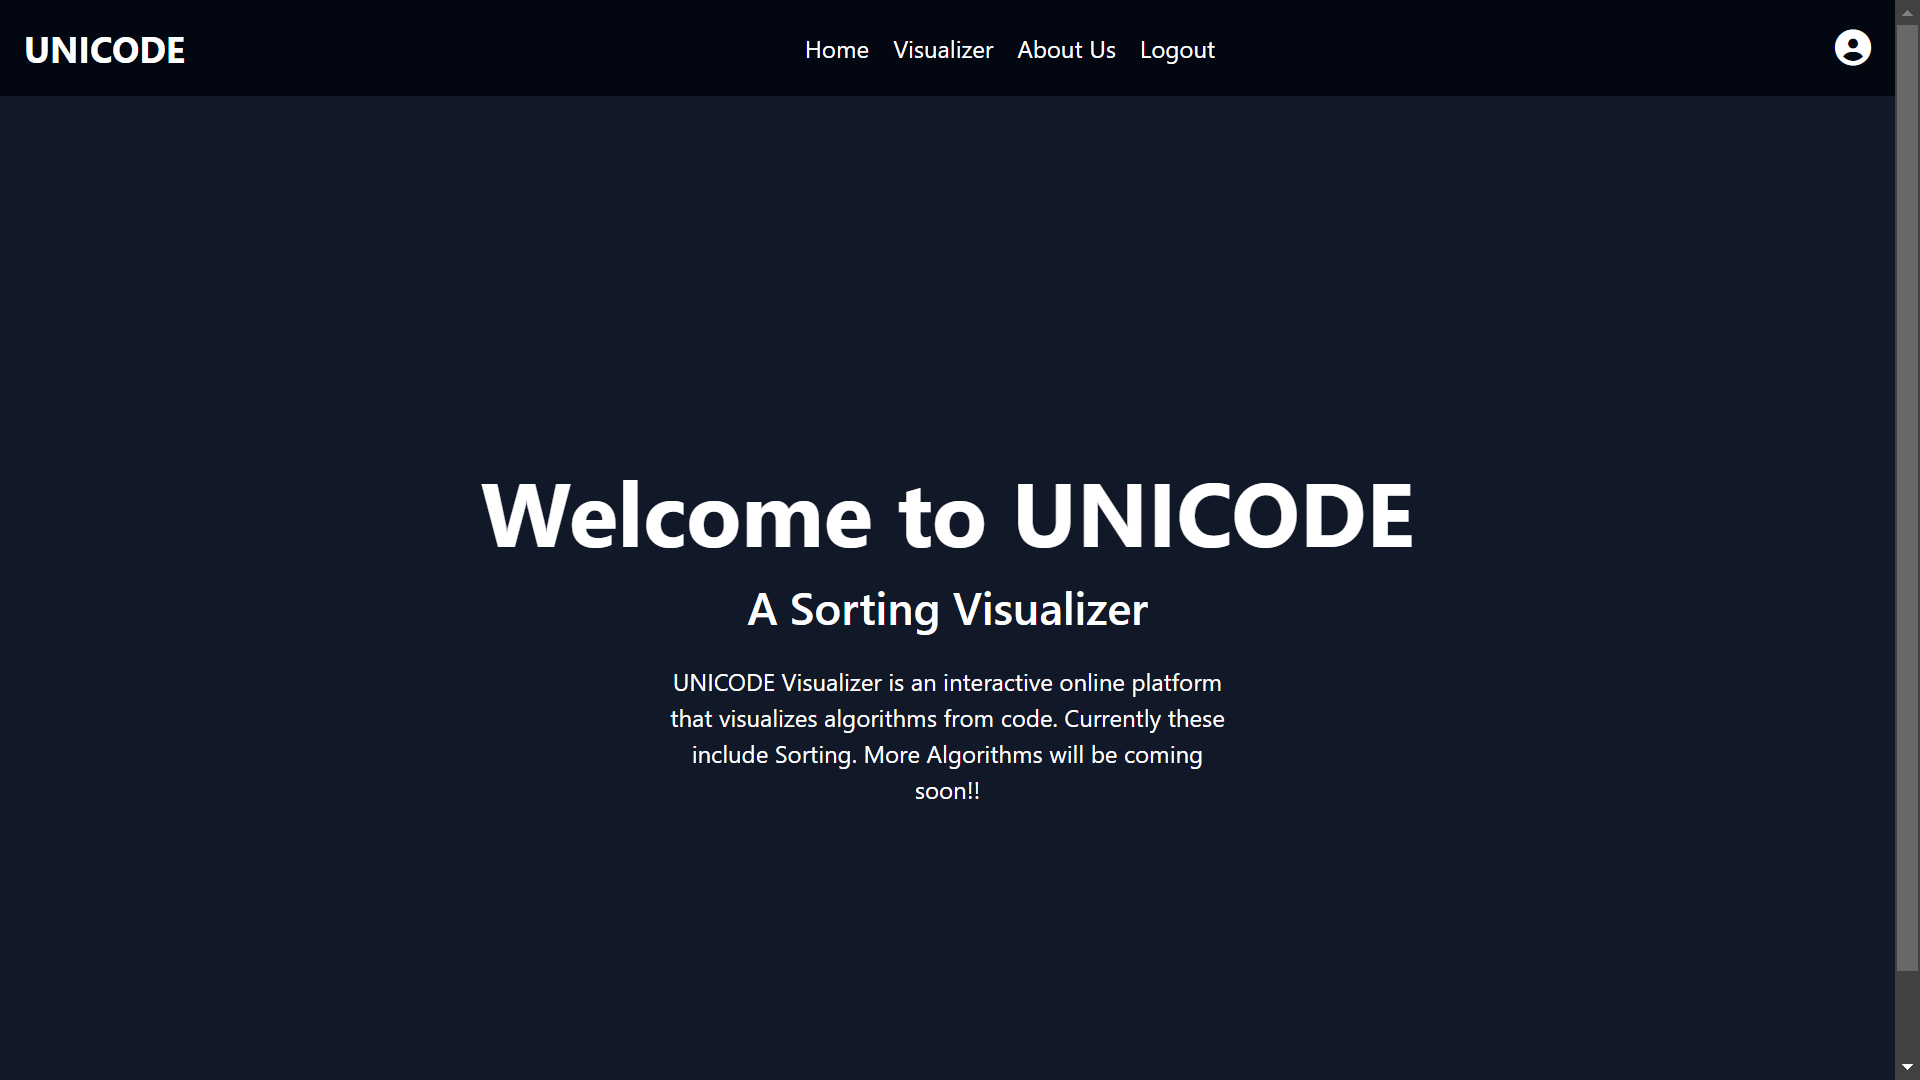 UNICODE
Home Visualizer About Us Logout
Welcome to UNICODE
A Sorting Visualizer
UNICODE Visualizer is an interactive online platform
that visualizes algorithms from code. Currently these
include Sorting. More Algorithms will be coming
soon!!